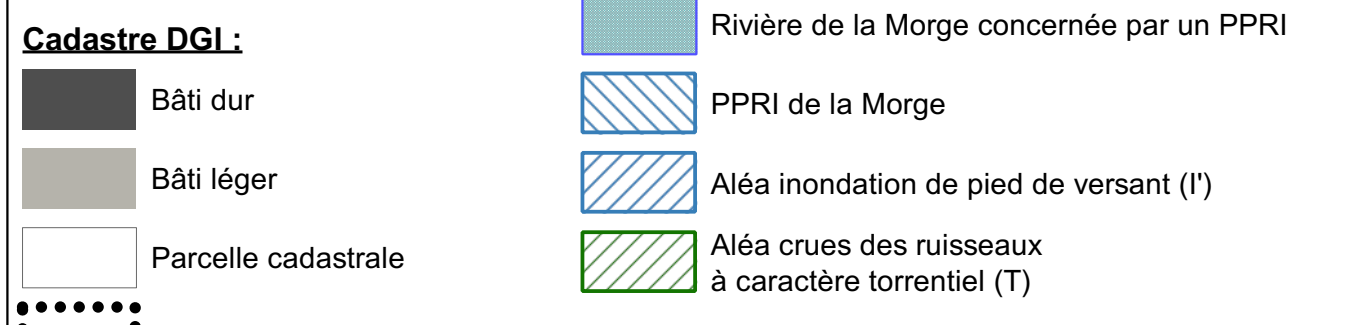 Cadastre DGI :
Bâti dur
Bâti léger
Parcelle cadastrale
Rivière de la Morge concernée par un PPRI
PPRI de la Morge
Aléa inondation de pied de versant (I')
Aléa crues des ruisseaux
à caractère torrentiel (T)